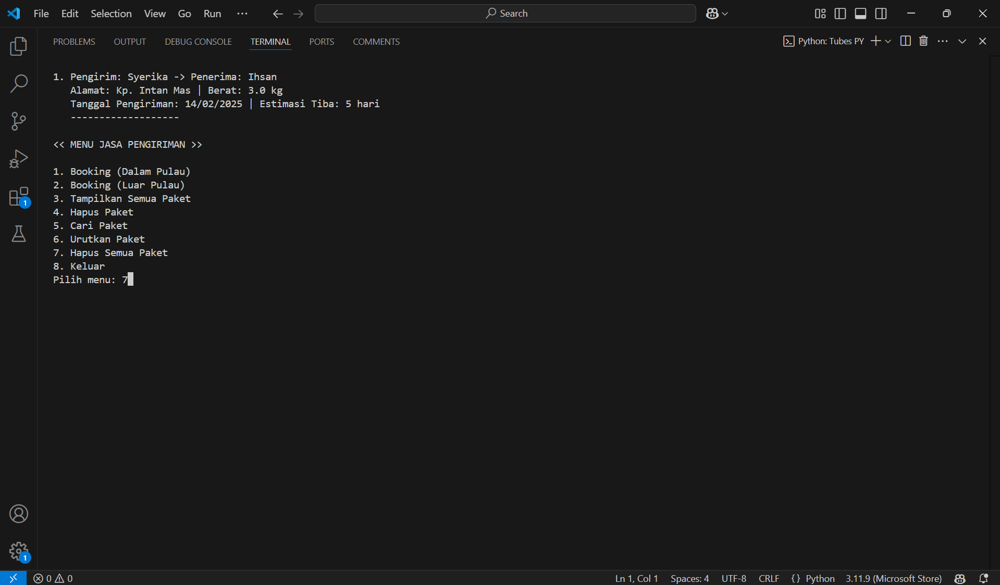 File Edit Selection View Go Run ··· Search
PROBLEMS OUTPUT DEBUG CONSOLE TERMINAL PORTS COMMENTS Python: Tubes PY
1. Pengirim: Syerika -> Penerima: Ihsan
Alamat: Kp. Intan Mas | Berat: 3.0 kg
Tanggal Pengiriman: 14/02/2025 | Estimasi Tiba: 5 hari
-------------------
<< MENU JASA PENGIRIMAN >>
1. Booking (Dalam Pulau)
2. Booking (Luar Pulau)
3. Tampilkan Semua Paket
4. Hapus Paket
5. Cari Paket
6. Urutkan Paket
7. Hapus Semua Paket
8. Keluar
Pilih menu: 7
1
1
0 0 Ln 1, Col 1 Spaces: 4 UTF-8 CRLF {} Python 3.11.9 (Microsoft Store)